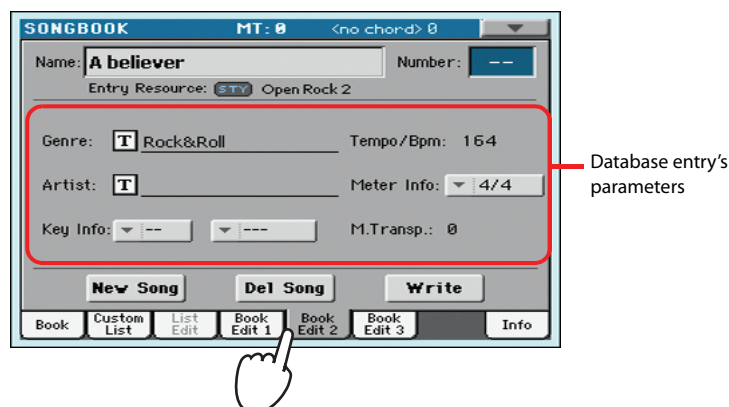 SONGBOOK MT: 0 <no chord> 0
Name: A believer Number: --
Entry Resource: STY Open Rock 2
Genre: T Rock&Roll Tempo/Bpm: 164
Artist: T Meter Info: 4/4
Key Info: -- --- M.Transp.: 0
Database entry's
parameters
New Song Del Song Write
Book Custom List List Edit Book Edit 1 Book Edit 2 Book Edit 3 Info